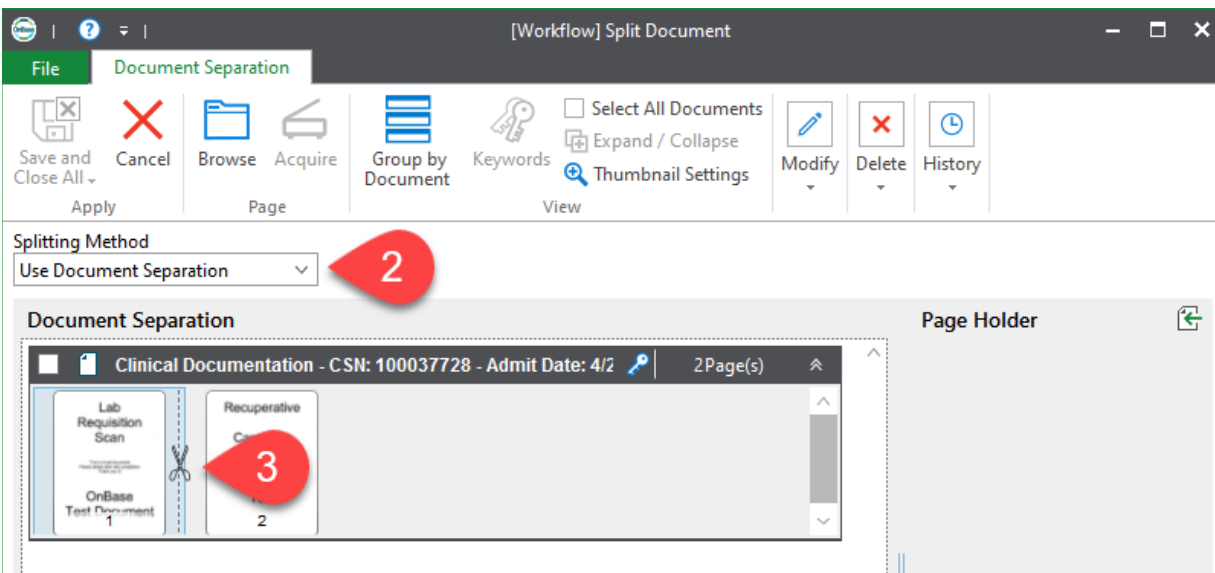 OnBase
?
[Workflow] Split Document
File
Document Separation
Save and
Close All
Cancel
Browse
Acquire
Group by
Document
Keywords
Select All Documents
Expand / Collapse
Thumbnail Settings
Modify
Delete
History
Apply
Page
View
Splitting Method
Use Document Separation
2
Document Separation
Page Holder
Clinical Documentation - CSN: 100037728 - Admit Date: 4/2
2Page(s)
Lab
Requisition
Scan
OnBase
Test Document
1
Recuperative
2
3